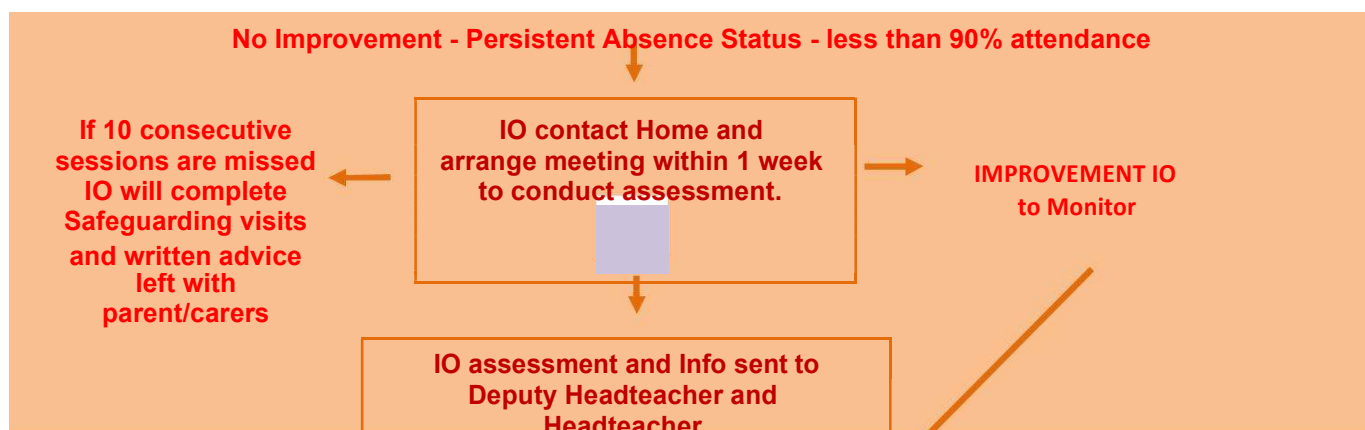 No Improvement - Persistent Absence Status - less than 90% attendance
If 10 consecutive
sessions are missed
IO will complete
Safeguarding visits
and written advice
left with
parent/carers
IO contact Home and
arrange meeting within 1 week
to conduct assessment.
IMPROVEMENT IO
to Monitor
IO assessment and Info sent to
Deputy Headteacher and
Headteacher